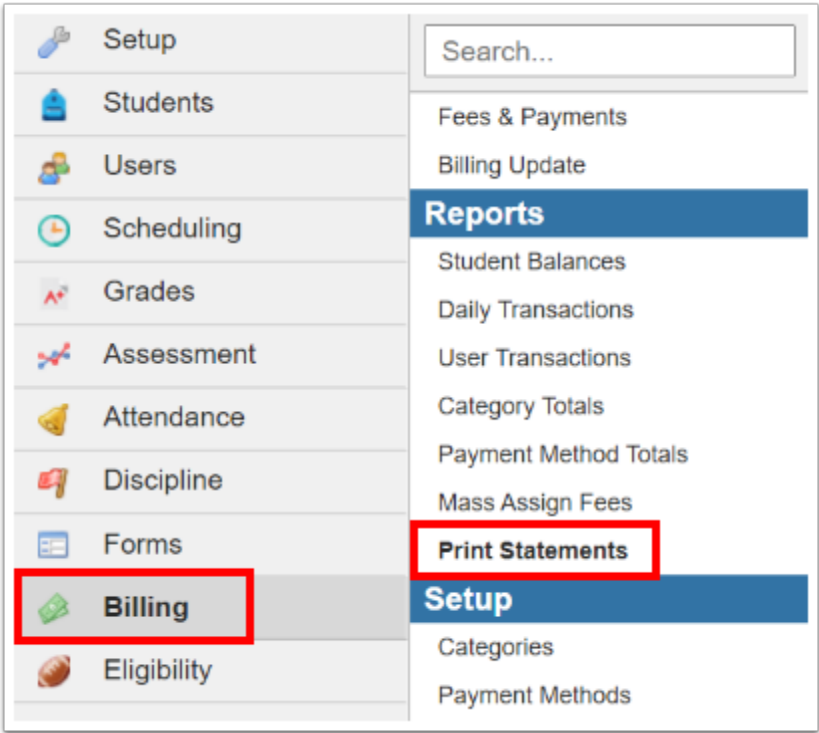 Setup
Students
Users
Scheduling
Grades
Assessment
Attendance
Discipline
Forms
Billing
Eligibility
Search...
Fees & Payments
Billing Update
Reports
Student Balances
Daily Transactions
User Transactions
Category Totals
Payment Method Totals
Mass Assign Fees
Print Statements
Setup
Categories
Payment Methods